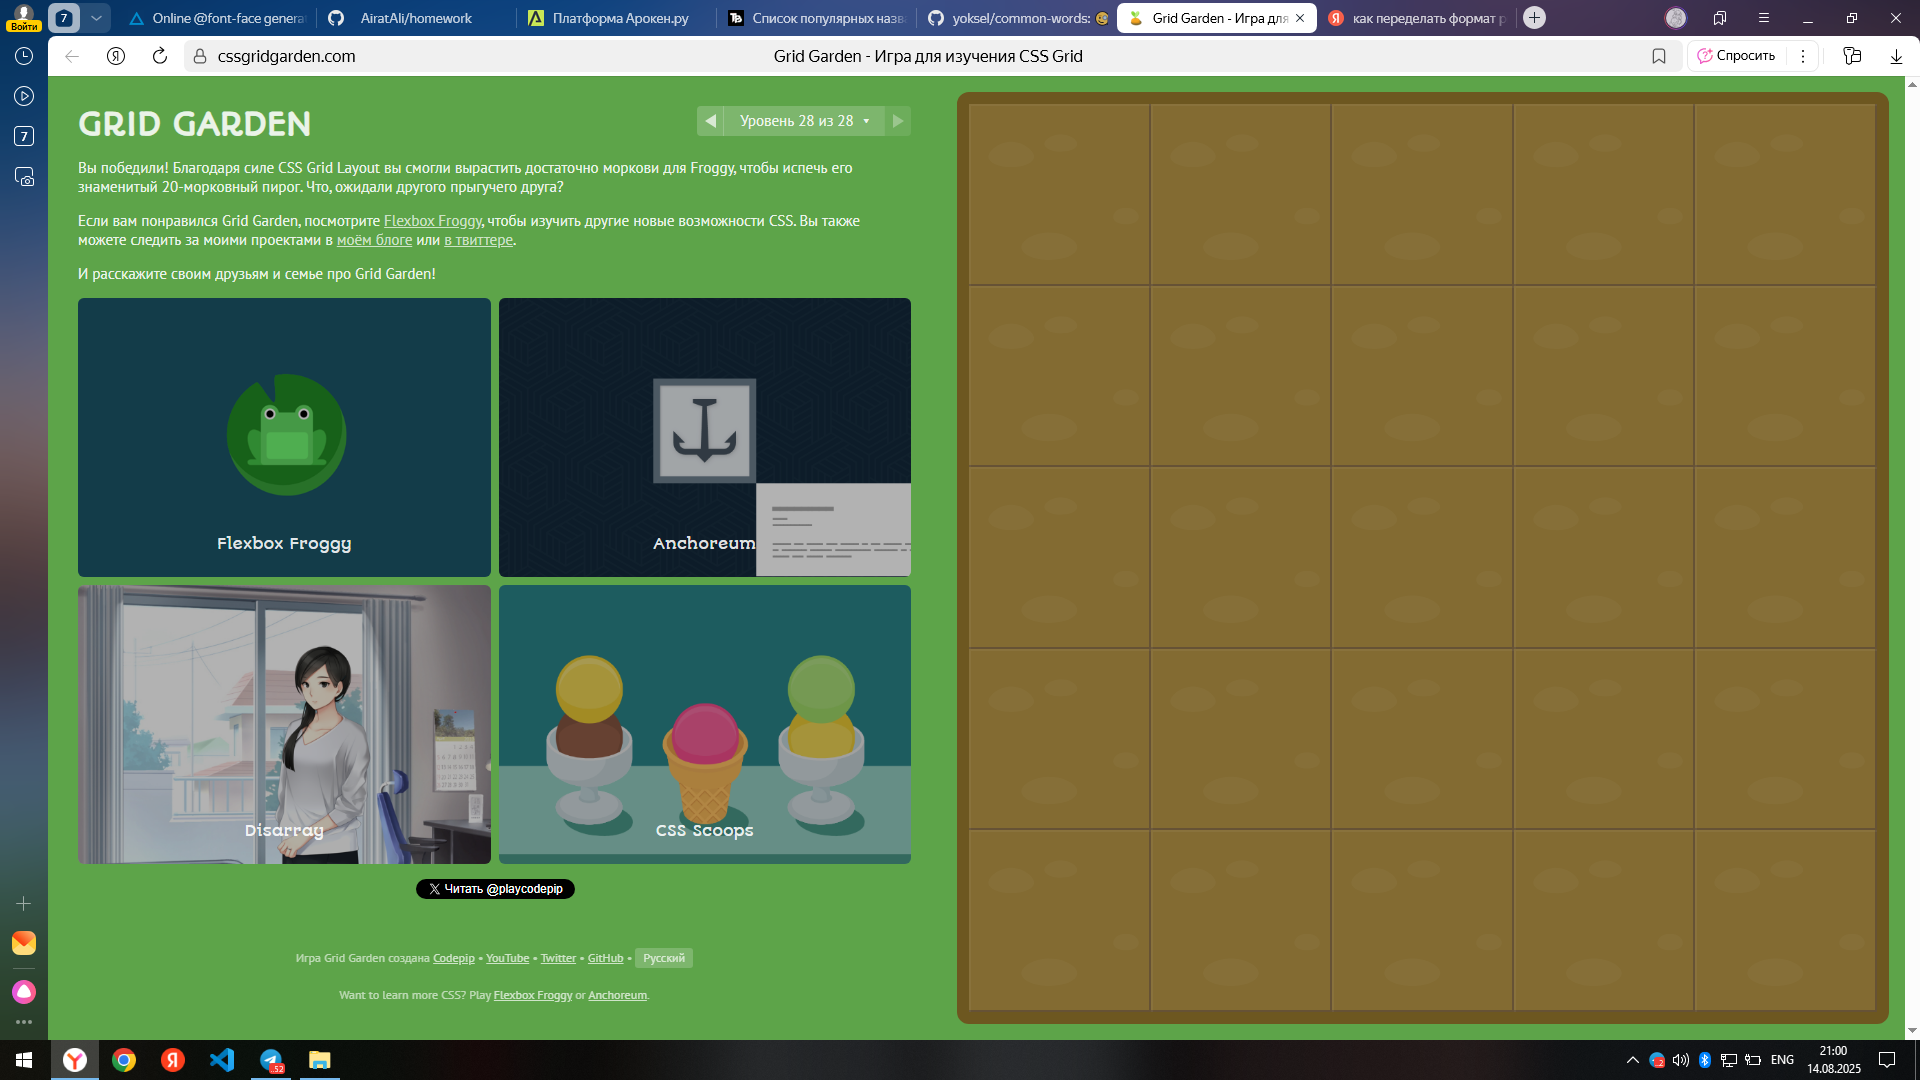 Войти
7
Online @font-face genera
AiratAli/homework
Платформа Арокен.ру
Список популярных назва
yoksel/common-words:
Grid Garden - Игра для
как переделать формат р
cssgridgarden.com
Grid Garden - Игра для изучения CSS Grid
Спросить
7
GRID GARDEN
Уровень 28 из 28
Вы победили! Благодаря силе CSS Grid Layout вы смогли вырастить достаточно моркови для Froggy, чтобы испечь его
знаменитый 20-морковный пирог. Что, ожидали другого прыгучего друга?
Если вам понравился Grid Garden, посмотрите Flexbox Froggy, чтобы изучить другие новые возможности CSS. Вы также
можете следить за моими проектами в моём блоге или в твиттере.
И расскажите своим друзьям и семье про Grid Garden!
Flexbox Froggy
Anchoreum
Disarray
CSS Scoops
Читать @playcodepip
Игра Grid Garden создана Codepip • YouTube • Twitter • GitHub • Русский
Want to learn more CSS? Play Flexbox Froggy or Anchoreum.
ENG
21:00
14.08.2025